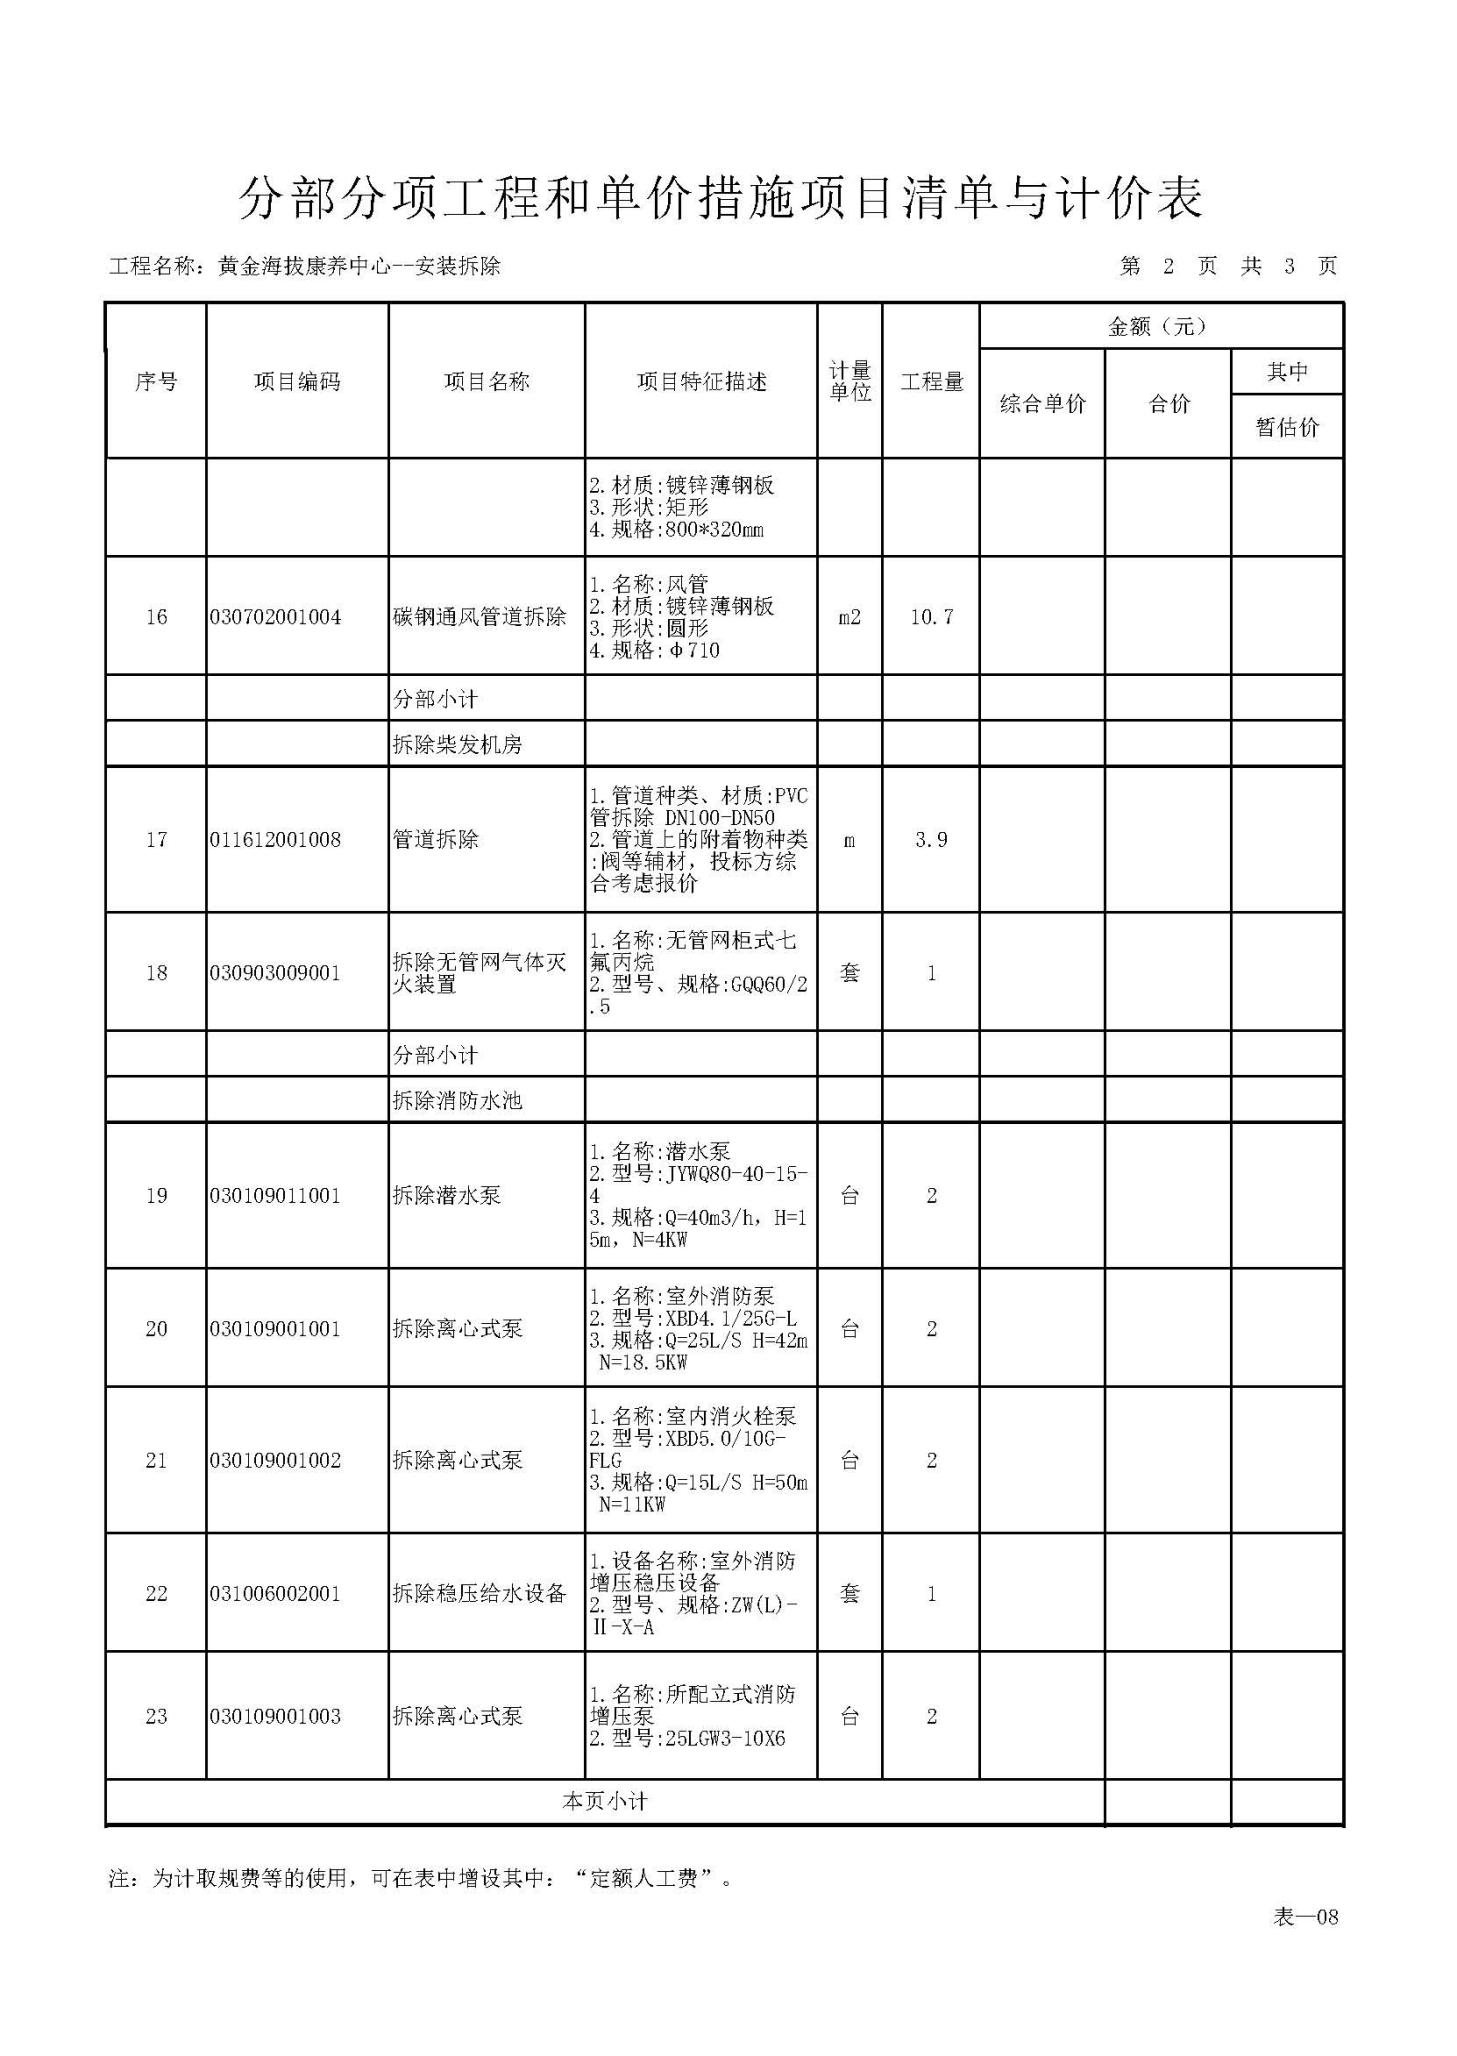 分部分项工程和单价措施项目清单与计价表
工程名称：黄金海拔康养中心--安装拆除
第 2 页 共 3 页
序号 项目编码 项目名称 项目特征描述 计量单位 工程量 金额（元）
综合单价 合价 其中
暂估价
2.材质:镀锌薄钢板
3.形状:矩形
4.规格:800*320mm
16 030702001004 碳钢通风管道拆除
1.名称:风管
2.材质:镀锌薄钢板
3.形状:圆形
4.规格:φ710
m2 10.7
分部小计
拆除柴发机房
17 011612001008 管道拆除
1.管道种类、材质:PVC
管拆除 DN100-DN50
2.管道上的附着物种类
:阀等辅材，投标方综
合考虑报价
m 3.9
18 030903009001
拆除无管网气体灭
火装置
1.名称:无管网柜式七
氟丙烷
2.型号、规格:GQQ60/2
.5
套 1
分部小计
拆除消防水池
19 030109011001 拆除潜水泵
1.名称:潜水泵
2.型号:JYWQ80-40-15-
4
3.规格:Q=40m3/h，H=1
5m，N=4KW
台 2
20 030109001001 拆除离心式泵
1.名称:室外消防泵
2.型号:XBD4.1/25G-L
3.规格:Q=25L/S H=42m
N=18.5KW
台 2
21 030109001002 拆除离心式泵
1.名称:室内消火栓泵
2.型号:XBD5.0/10G-
FLG
3.规格:Q=15L/S H=50m
N=11KW
台 2
22 031006002001 拆除稳压给水设备
1.设备名称:室外消防
增压稳压设备
2.型号、规格:ZW(L)-
Ⅱ-X-A
套 1
23 030109001003 拆除离心式泵
1.名称:所配立式消防
增压泵
2.型号:25LGW3-10X6
台 2
本页小计
注：为计取规费等的使用，可在表中增设其中：“定额人工费”。
表—08